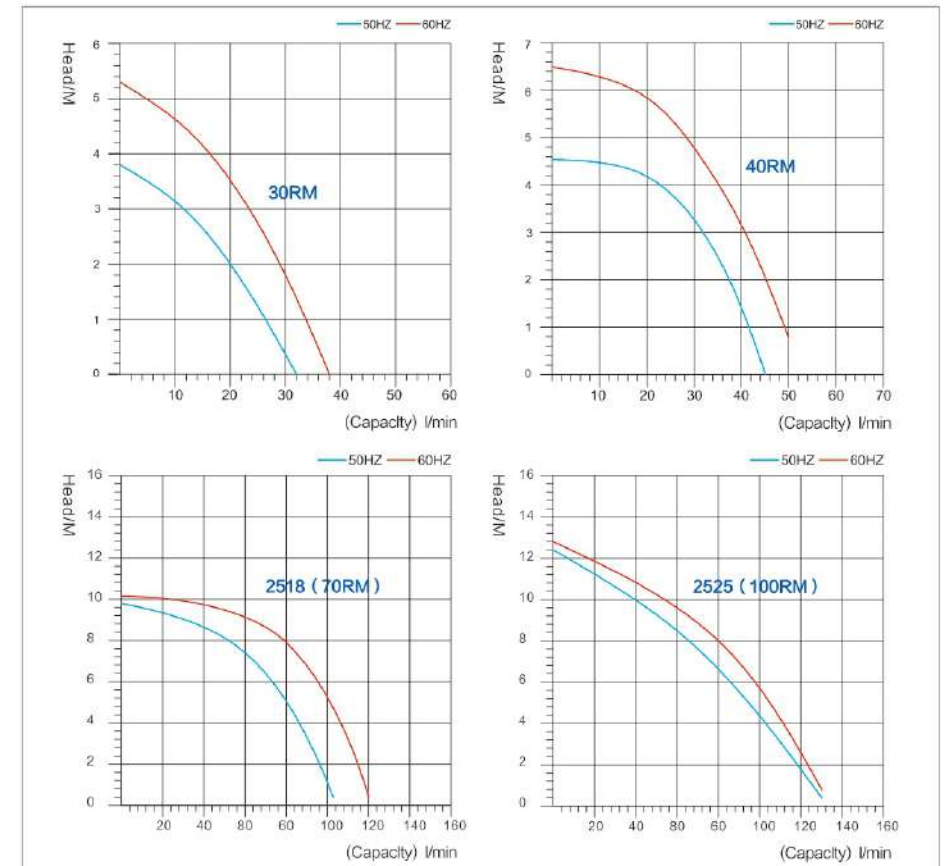 50HZ 60HZ
Head/M
6
5
4
3
2
1
0
30RM
10 20 30 40 50 60
(Capaclty) l/min
50HZ 60HZ
Head/M
7
6
5
4
3
2
1
0
40RM
10 20 30 40 50 60 70
(Capaclty) l/min
50HZ 60HZ
Head/M
16
14
12
10
8
6
4
2
0
2518（70RM）
20 40 80 60 100 120 140 160
(Capaclty) l/min
50HZ 60HZ
Head/M
16
14
12
10
8
6
4
2
0
2525（100RM）
20 40 80 60 100 120 140 160
(Capaclty) l/min